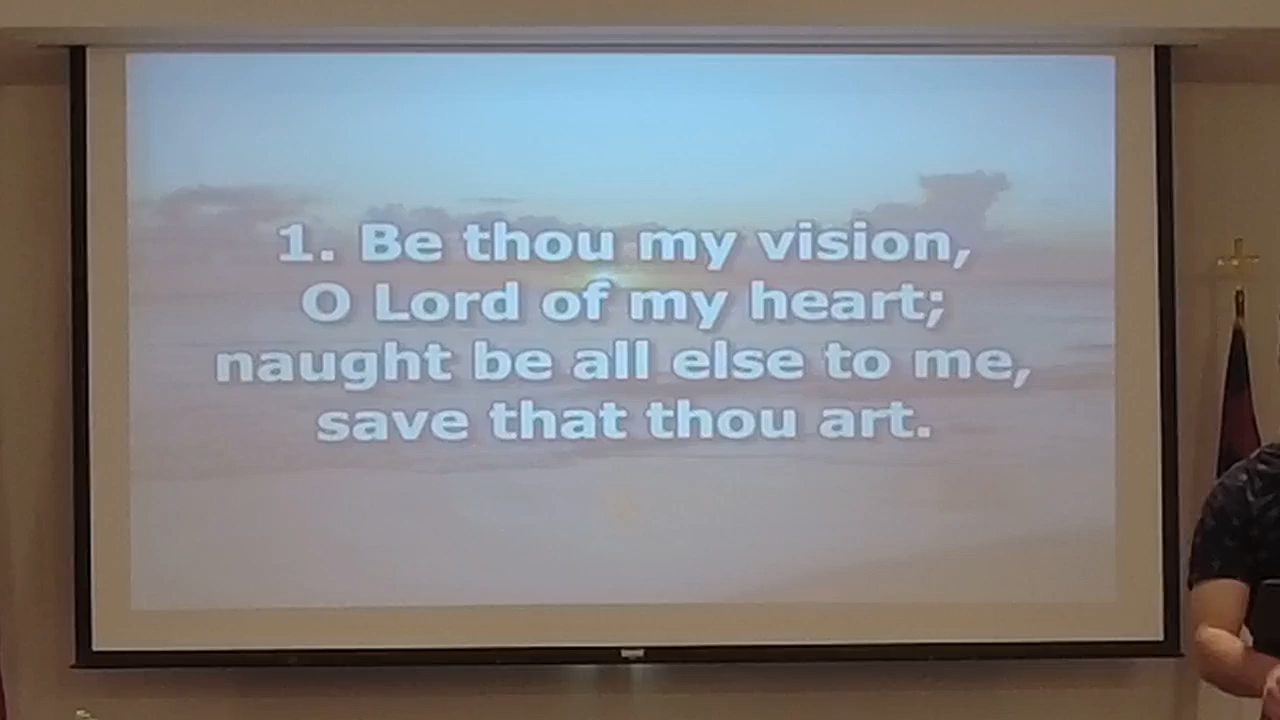 1. Be thou my vision,
O Lord of my heart;
naught be all else to me,
save that thou art.